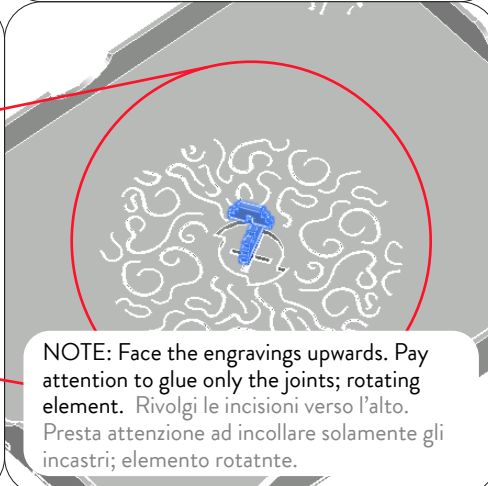 NOTE: Face the engravings upwards. Pay
attention to glue only the joints; rotating
element. Rivolgi le incisioni verso l'alto.
Presta attenzione ad incollare solamente gli
incastri; elemento rotatnte.